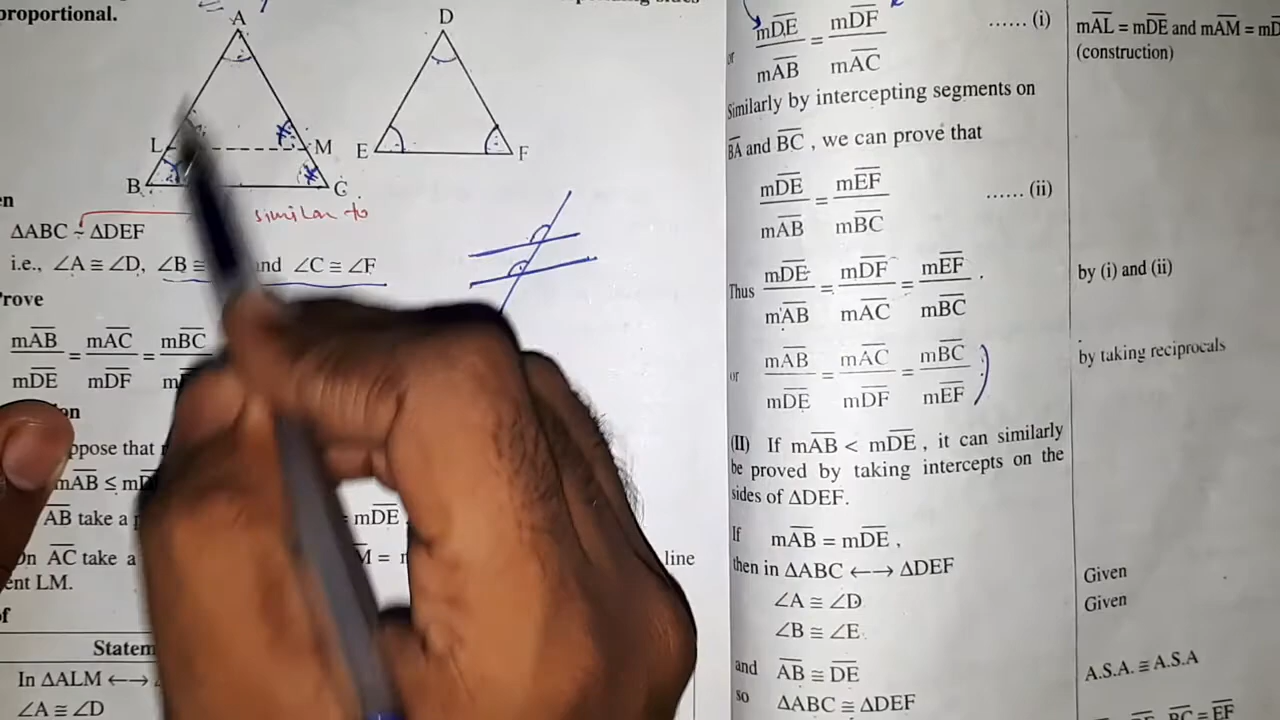 proportional.
A
D
L
M
E
F
B
C
similar to
ΔABC ~ ΔDEF
i.e., ∠A ≅ ∠D, ∠B ≅ and ∠C ≅ ∠F
mAB/mDE = mAC/mDF = mBC
ppose that
mAB ≤ mD
AB take a mDE
On AC take a line
ent LM.
Statem
In ΔALM ⟷
∠A ≅ ∠D
or mDE/mAB = mDF/mAC ...... (i)
mAL = mDE and mAM = mD
(construction)
Similarly by intercepting segments on
BA and BC, we can prove that
mDE/mAB = mEF/mBC ...... (ii)
Thus mDE/mAB = mDF/mAC = mEF/mBC . by (i) and (ii)
or mAB/mDE = mAC/mDF = mBC/mEF by taking reciprocals
(II) If mAB < mDE, it can similarly
be proved by taking intercepts on the
sides of ΔDEF.
If mAB = mDE,
then in ΔABC ⟷ ΔDEF Given
∠A ≅ ∠D Given
∠B ≅ ∠E
and AB ≅ DE A.S.A. ≅ A.S.A
so ΔABC ≅ ΔDEF
BC ≅ EF